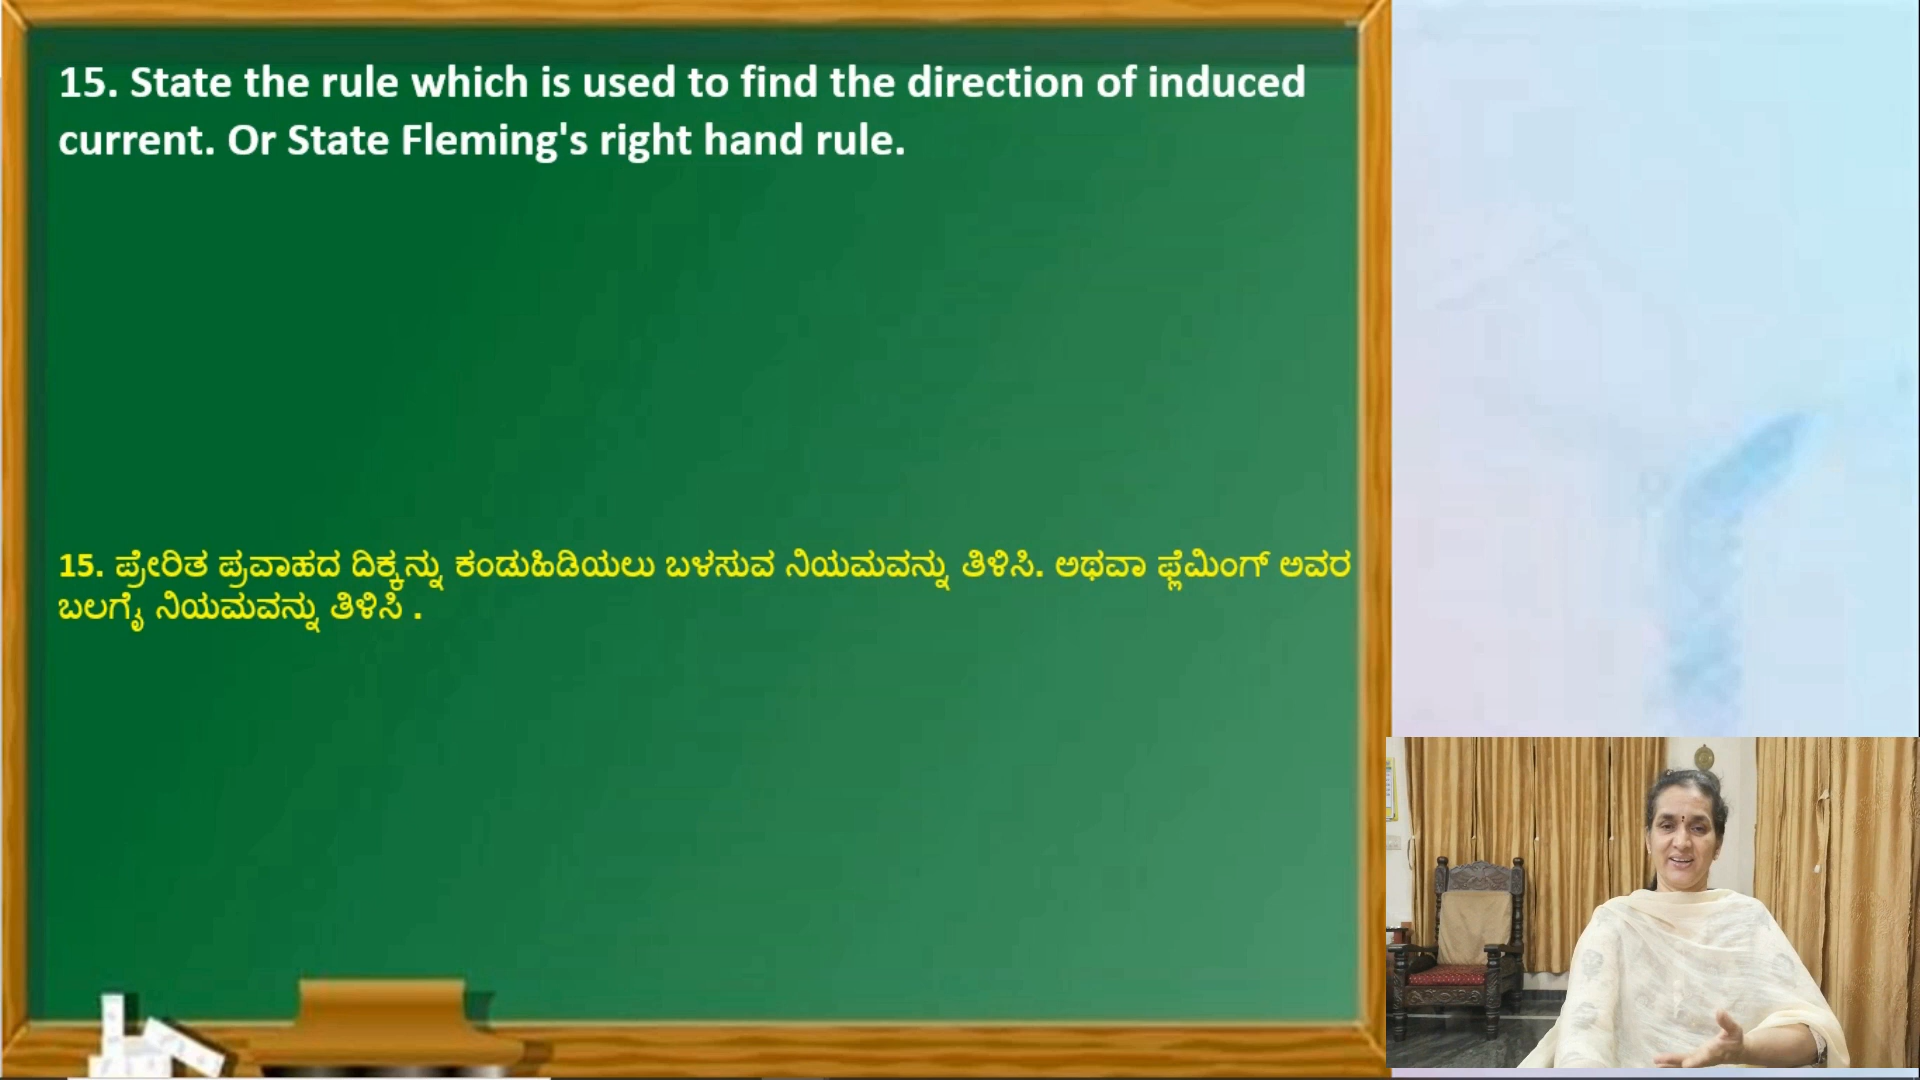 15. State the rule which is used to find the direction of induced
current. Or State Fleming's right hand rule.
15. ಪ್ರೇರಿತ ಪ್ರವಾಹದ ದಿಕ್ಕನ್ನು ಕಂಡುಹಿಡಿಯಲು ಬಳಸುವ ನಿಯಮವನ್ನು ತಿಳಿಸಿ. ಅಥವಾ ಫ್ಲೆಮಿಂಗ್ ಅವರ
ಬಲಗೈ ನಿಯಮವನ್ನು ತಿಳಿಸಿ .